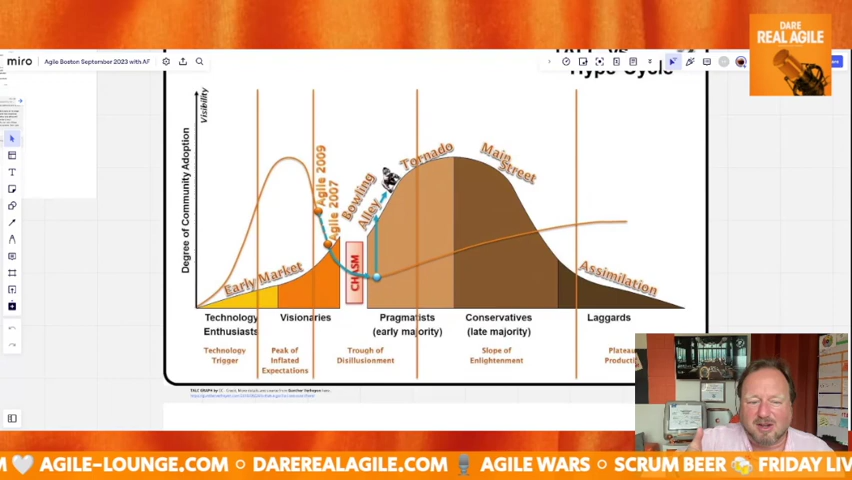 DARE
REAL AGILE
miro
Agile Boston September 2023 with AF
Hype Cycle
Visibility
Degree of Community Adoption
Agile 2009
Agile 2007
Bowling
Alley
Tornado
Main
Street
CHASM
Early Market
Assimilation
Technology
Enthusiasts
Visionaries
Pragmatists
(early majority)
Conservatives
(late majority)
Laggards
Technology
Trigger
Peak of
Inflated
Expectations
Trough of
Disillusionment
Slope of
Enlightenment
Plateau
M 🤍 AGILE-LOUNGE.COM ○ DAREREALAGILE.COM 🎙 AGILE WARS ○ SCRUM BEER 🍻 FRIDAY LIV